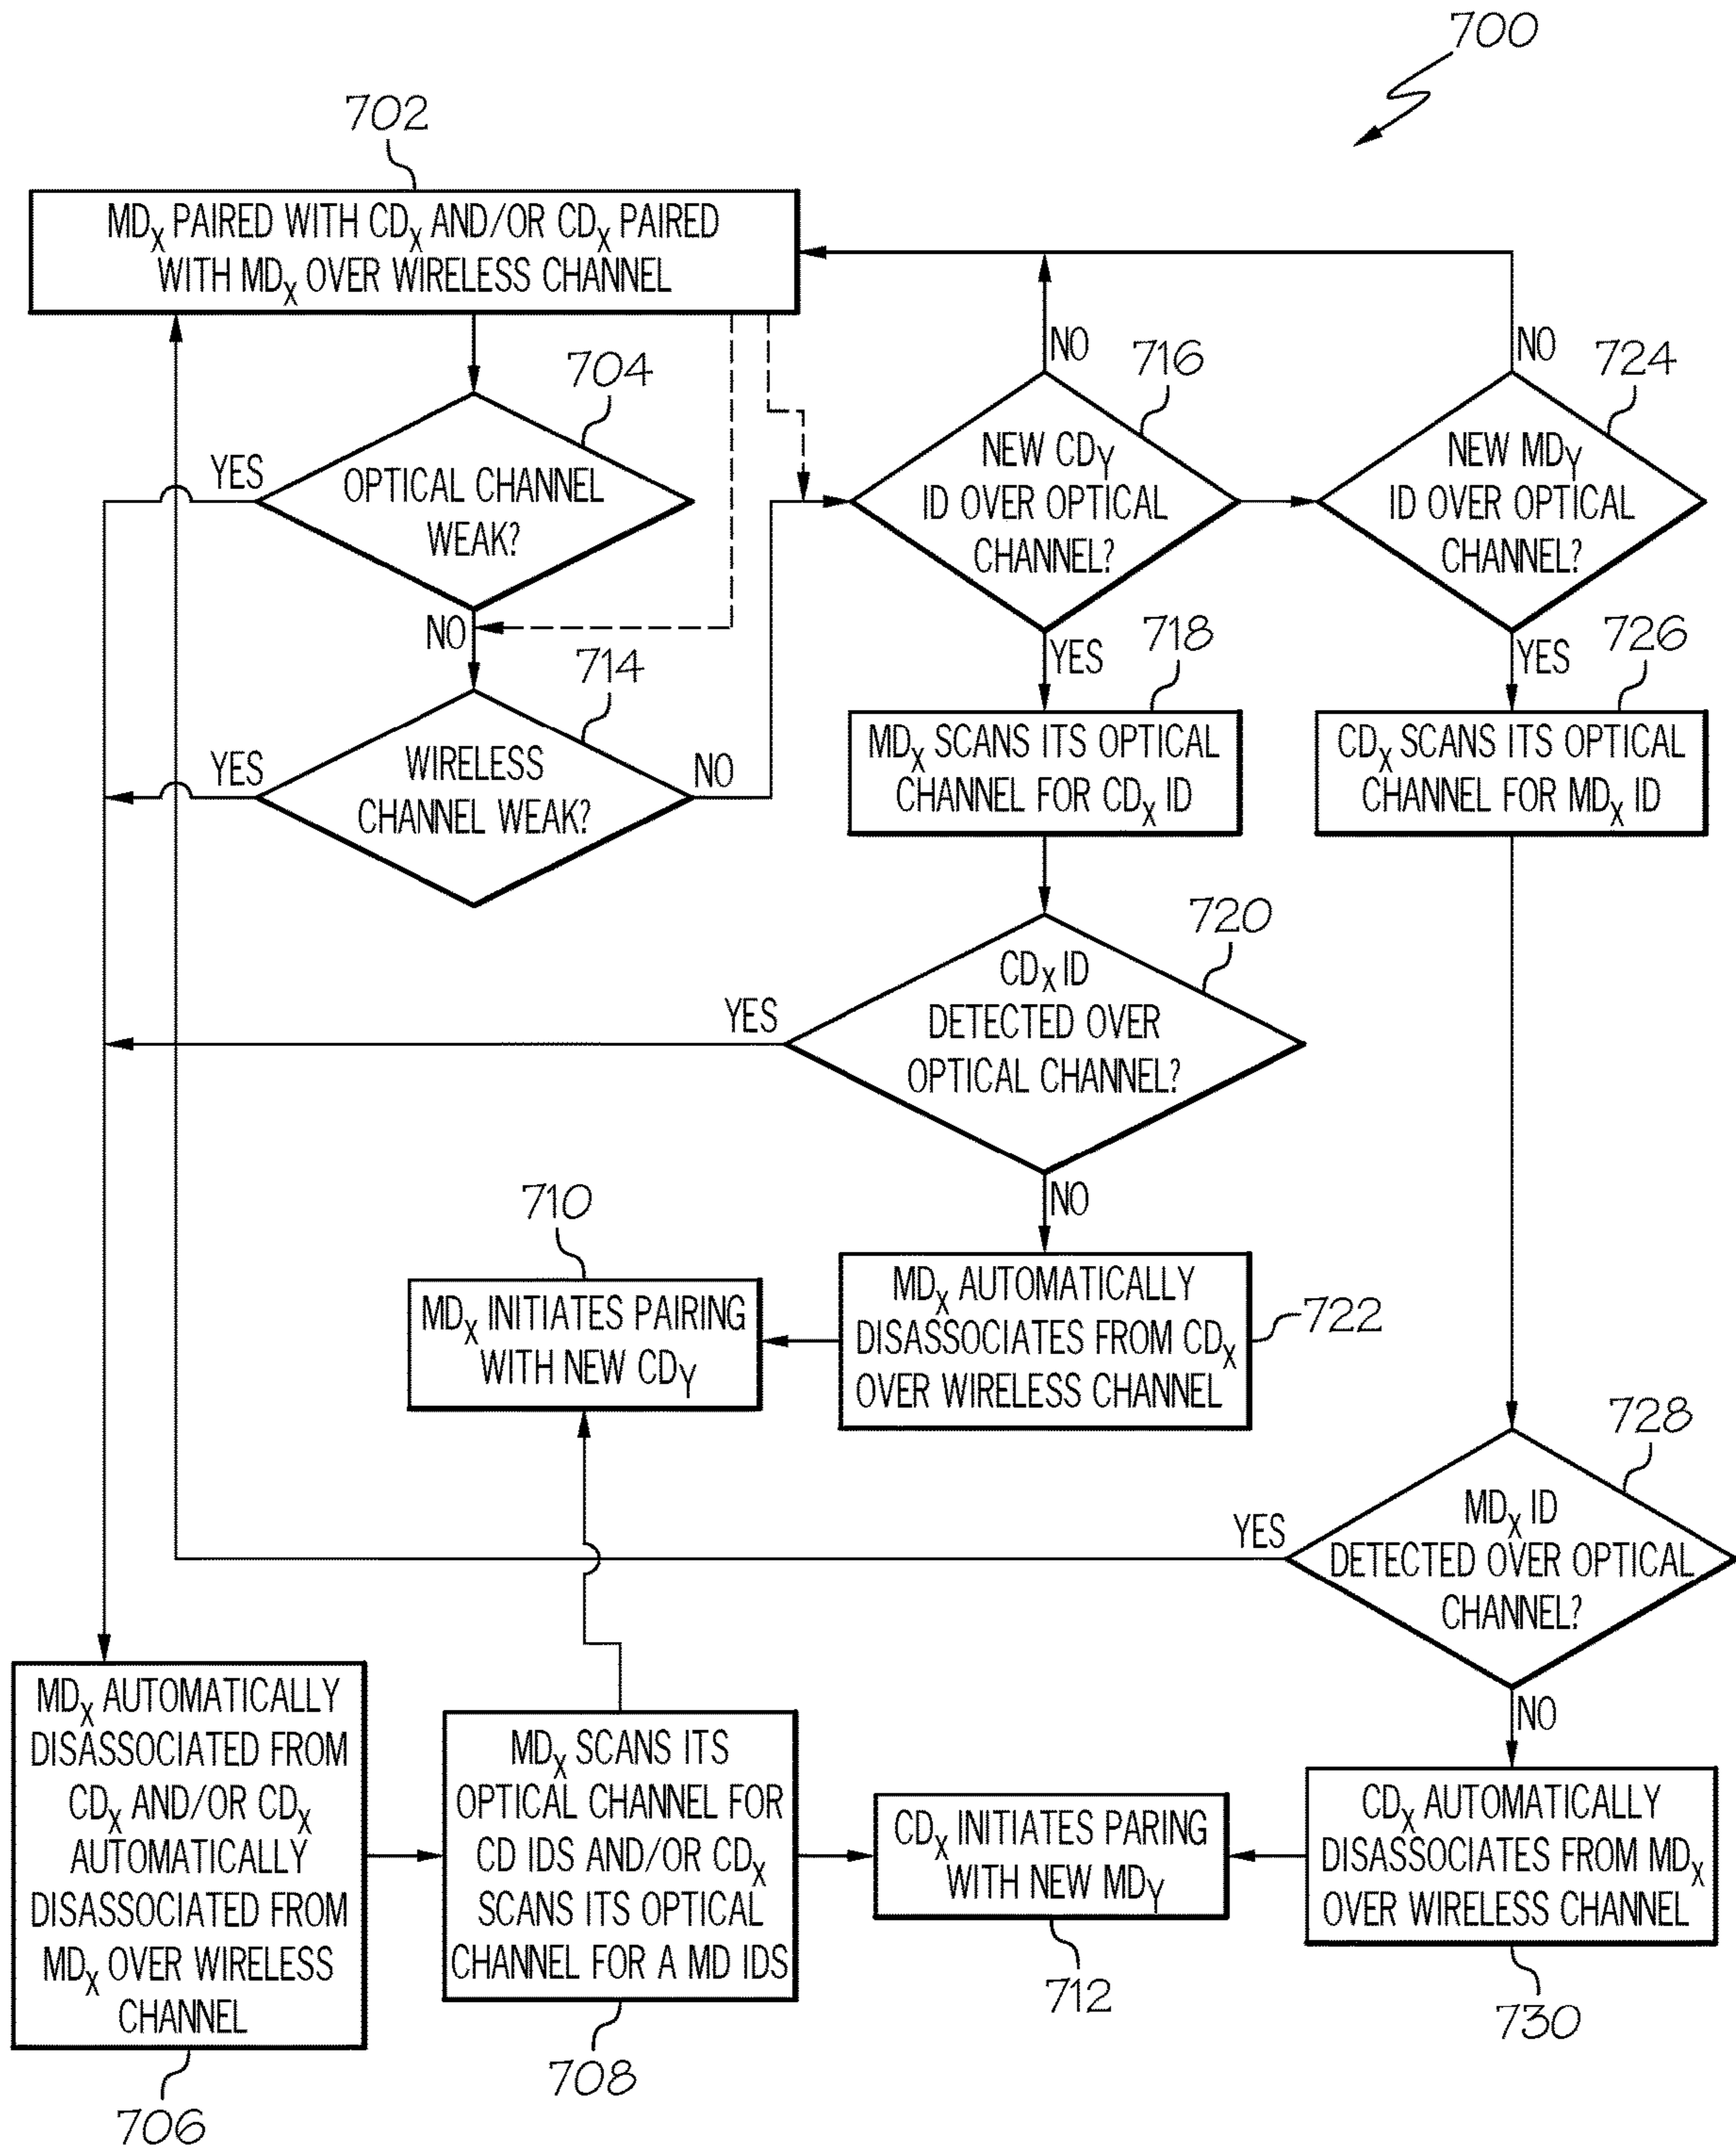 700
702
MDX PAIRED WITH CDX AND/OR CDX PAIRED
WITH MDX OVER WIRELESS CHANNEL
704
YES
OPTICAL CHANNEL
WEAK?
NO
714
YES
WIRELESS
CHANNEL WEAK?
NO
NO
716
NEW CDY
ID OVER OPTICAL
CHANNEL?
YES
718
MDX SCANS ITS OPTICAL
CHANNEL FOR CDX ID
NO
724
NEW MDY
ID OVER OPTICAL
CHANNEL?
YES
726
CDX SCANS ITS OPTICAL
CHANNEL FOR MDX ID
720
YES
CDX ID
DETECTED OVER
OPTICAL CHANNEL?
NO
710
MDX INITIATES PAIRING
WITH NEW CDY
MDX AUTOMATICALLY
DISASSOCIATES FROM CDX
OVER WIRELESS CHANNEL
722
728
YES
MDX ID
DETECTED OVER OPTICAL
CHANNEL?
NO
MDX AUTOMATICALLY
DISASSOCIATED FROM
CDX AND/OR CDX
AUTOMATICALLY
DISASSOCIATED FROM
MDX OVER WIRELESS
CHANNEL
706
MDX SCANS ITS
OPTICAL CHANNEL FOR
CD IDS AND/OR CDX
SCANS ITS OPTICAL
CHANNEL FOR A MD IDS
708
CDX INITIATES PARING
WITH NEW MDY
712
CDX AUTOMATICALLY
DISASSOCIATES FROM MDX
OVER WIRELESS CHANNEL
730